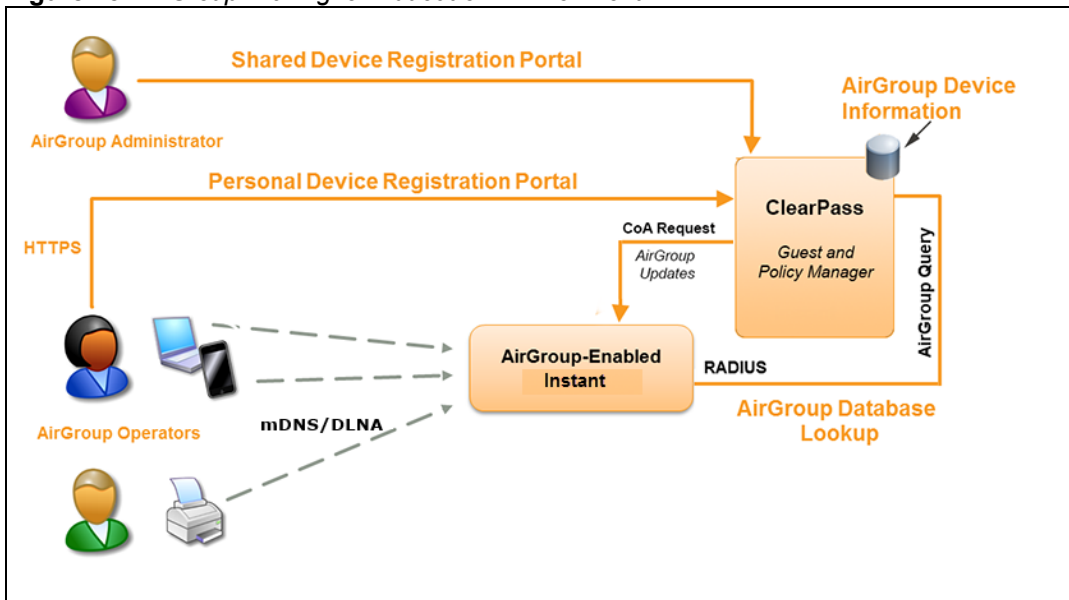 Shared Device Registration Portal
AirGroup Device
Information
AirGroup Administrator
Personal Device Registration Portal
ClearPass
Guest and
Policy Manager
HTTPS
CoA Request
AirGroup
Updates
AirGroup Query
AirGroup-Enabled
Instant
RADIUS
AirGroup Database
Lookup
mDNS/DLNA
AirGroup Operators